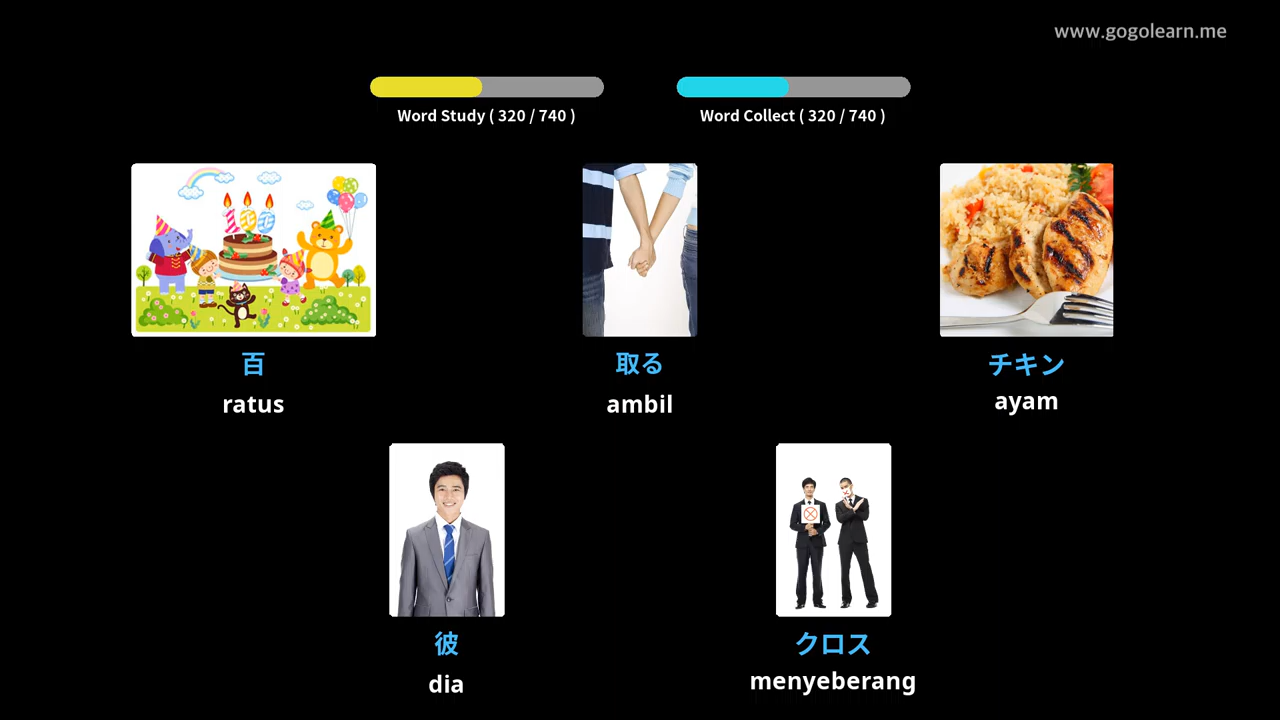 www.gogolearn.me
Word Study ( 320 / 740 )
Word Collect ( 320 / 740 )
100
百
取る
チキン
ratus
ambil
ayam
彼
クロス
dia
menyeberang